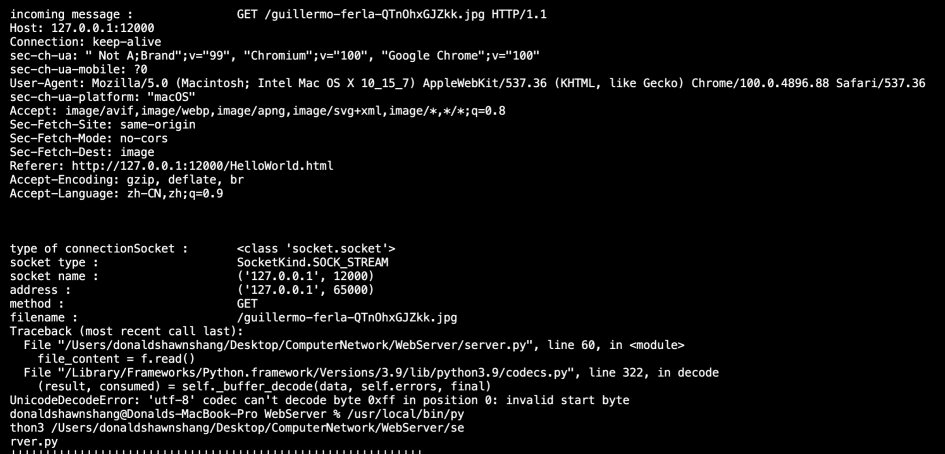 incoming message :               GET /guillermo-ferla-QTnOhxGJZkk.jpg HTTP/1.1
Host: 127.0.0.1:12000
Connection: keep-alive
sec-ch-ua: " Not A;Brand";v="99", "Chromium";v="100", "Google Chrome";v="100"
sec-ch-ua-mobile: ?0
User-Agent: Mozilla/5.0 (Macintosh; Intel Mac OS X 10_15_7) AppleWebKit/537.36 (KHTML, like Gecko) Chrome/100.0.4896.88 Safari/537.36
sec-ch-ua-platform: "macOS"
Accept: image/avif,image/webp,image/apng,image/svg+xml,image/*,*/*;q=0.8
Sec-Fetch-Site: same-origin
Sec-Fetch-Mode: no-cors
Sec-Fetch-Dest: image
Referer: http://127.0.0.1:12000/HelloWorld.html
Accept-Encoding: gzip, deflate, br
Accept-Language: zh-CN,zh;q=0.9
type of connectionSocket :       <class 'socket.socket'>
socket type :                    SocketKind.SOCK_STREAM
socket name :                    ('127.0.0.1', 12000)
address :                        ('127.0.0.1', 65000)
method :                         GET
filename :                       /guillermo-ferla-QTnOhxGJZkk.jpg
Traceback (most recent call last):
  File "/Users/donaldshawnshang/Desktop/ComputerNetwork/WebServer/server.py", line 60, in <module>
    file_content = f.read()
  File "/Library/Frameworks/Python.framework/Versions/3.9/lib/python3.9/codecs.py", line 322, in decode
    (result, consumed) = self._buffer_decode(data, self.errors, final)
UnicodeDecodeError: 'utf-8' codec can't decode byte 0xff in position 0: invalid start byte
donaldshawnshang@Donalds-MacBook-Pro WebServer % /usr/local/bin/py
thon3 /Users/donaldshawnshang/Desktop/ComputerNetwork/WebServer/se
rver.py